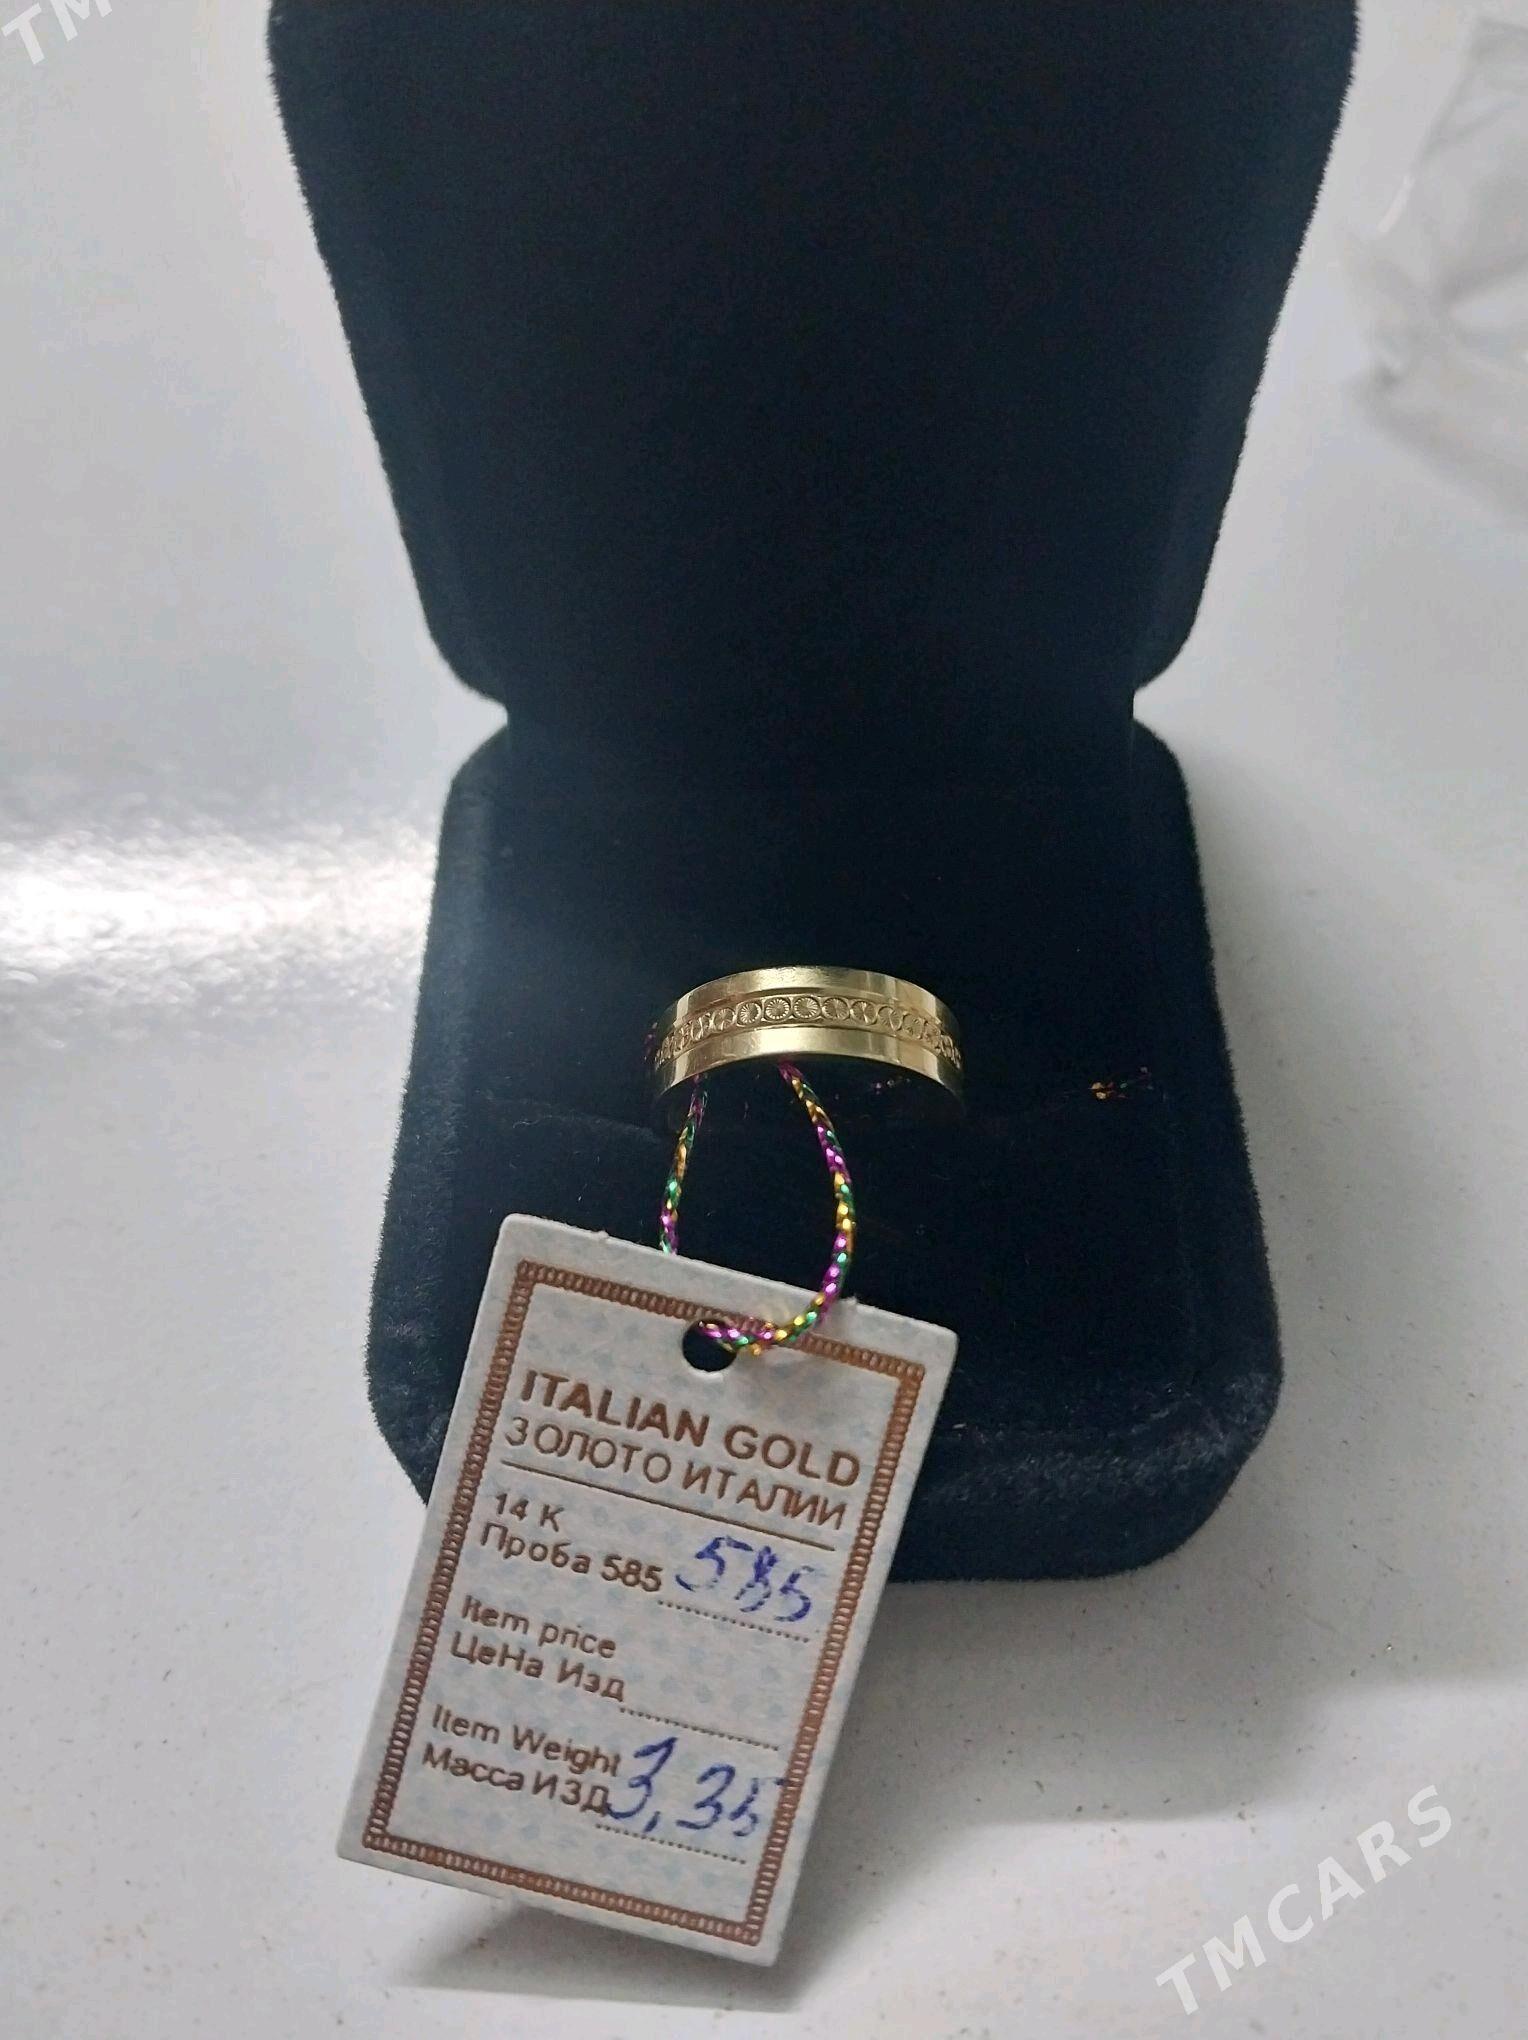 TM
ITALIAN GOLD
ЗОЛОТО ИТАЛИИ
14 K
Проба 585 585
Item price
ЦеНа Изд
Item Weight
Масса ИЗД 3,35
TMCARS